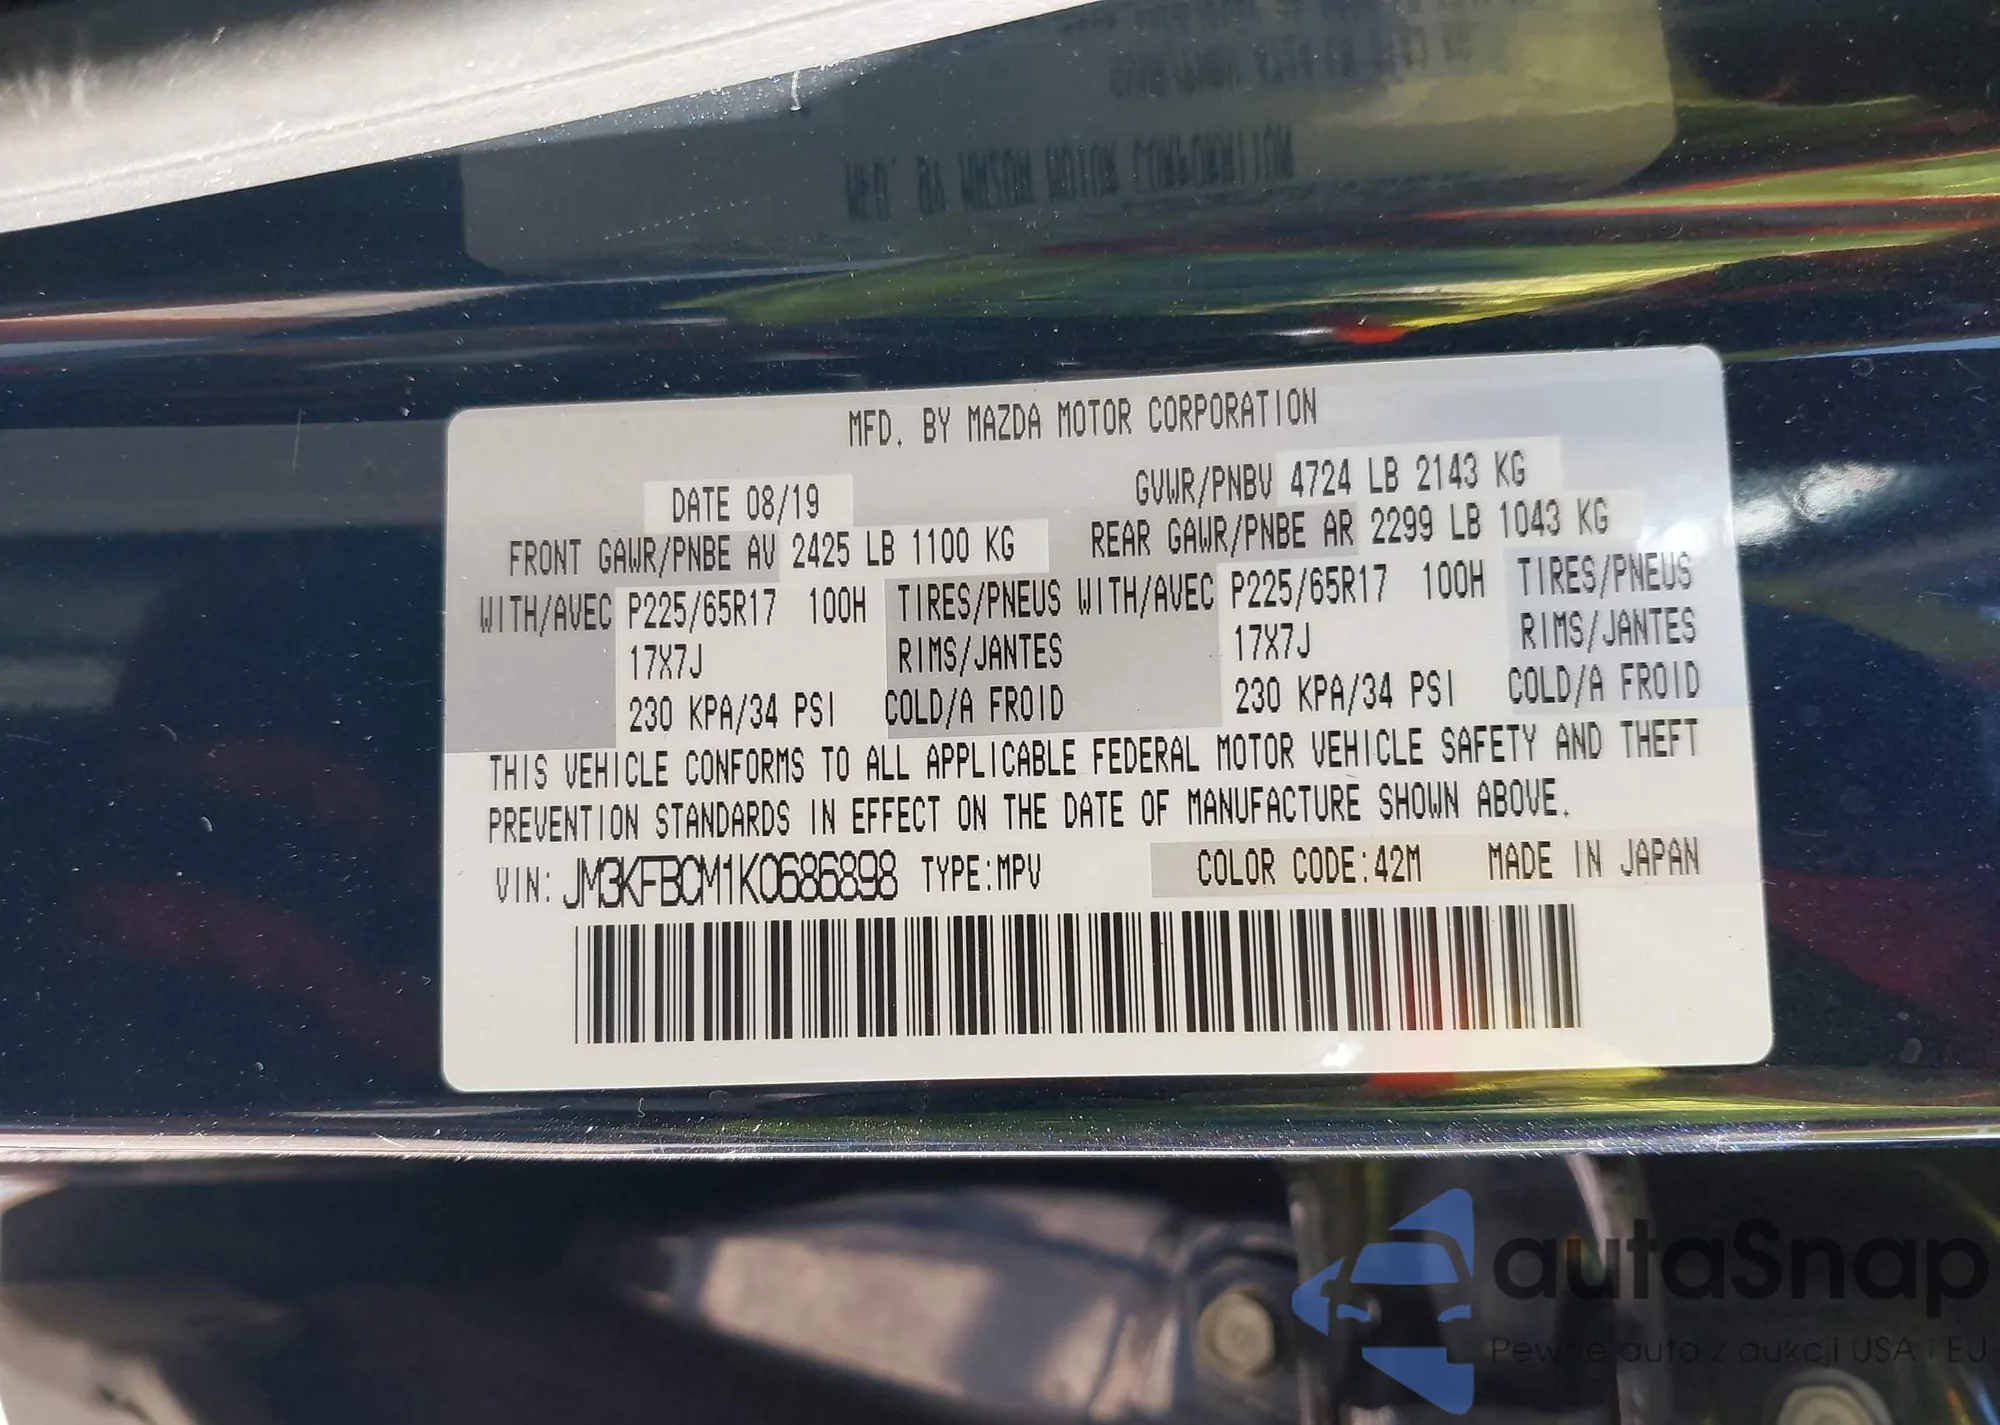 MFD. BY MAZDA MOTOR CORPORATION
DATE 08/19 GVWR/PNBV 4724 LB 2143 KG
FRONT GAWR/PNBE AV 2425 LB 1100 KG REAR GAWR/PNBE AR 2299 LB 1043 KG
WITH/AVEC P225/65R17 100H TIRES/PNEUS WITH/AVEC P225/65R17 100H TIRES/PNEUS
17X7J RIMS/JANTES 17X7J RIMS/JANTES
230 KPA/34 PSI COLD/A FROID 230 KPA/34 PSI COLD/A FROID
THIS VEHICLE CONFORMS TO ALL APPLICABLE FEDERAL MOTOR VEHICLE SAFETY AND THEFT
PREVENTION STANDARDS IN EFFECT ON THE DATE OF MANUFACTURE SHOWN ABOVE.
VIN: JM3KFBCM1K0686898 TYPE:MPV COLOR CODE:42M MADE IN JAPAN
autaSnap
Pewne auta z aukcji USA i EU